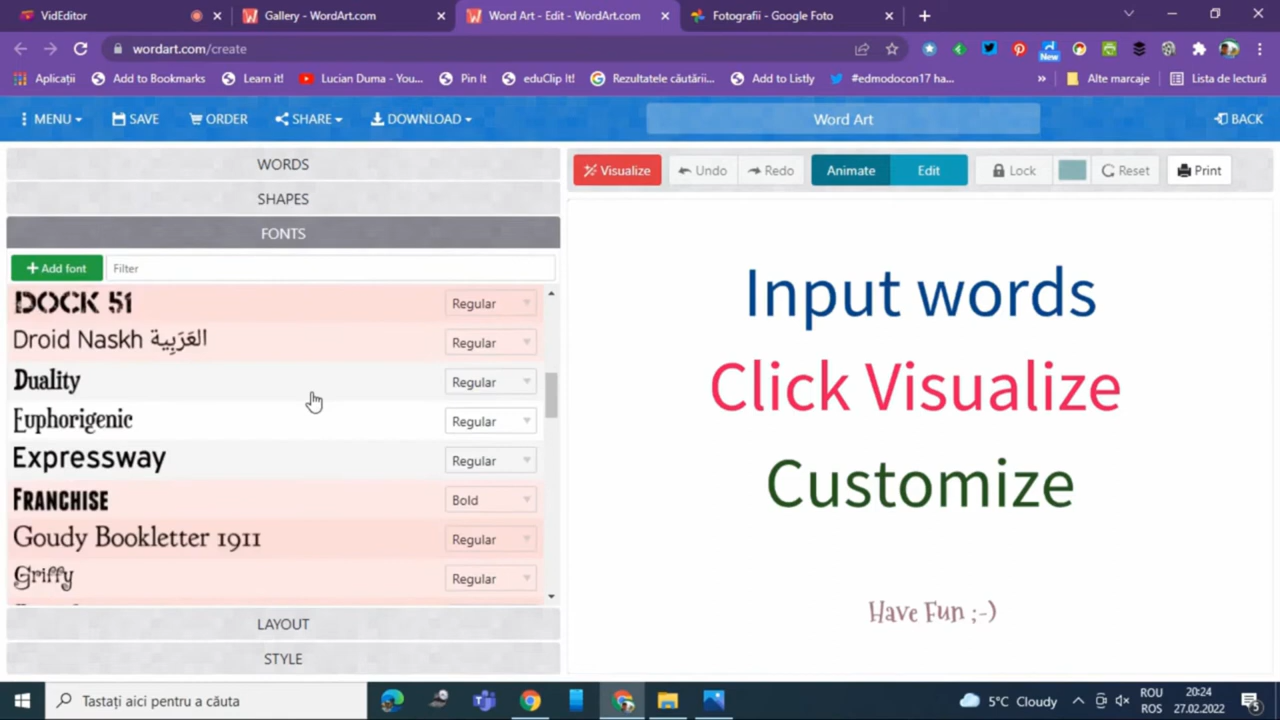 VidEditor
Gallery - WordArt.com
Word Art - Edit - WordArt.com
Fotografii - Google Foto
wordart.com/create
New
Aplicații
Add to Bookmarks
Learn it!
Lucian Duma - You...
Pin It
eduClip It!
Rezultatele căutării...
Add to Listly
#edmodocon17 ha...
»
Alte marcaje
Lista de lectură
MENU
SAVE
ORDER
SHARE
DOWNLOAD
Word Art
BACK
WORDS
SHAPES
FONTS
Add font
Filter
DOCK 51 Regular
Droid Naskh العَرَبِية Regular
Duality Regular
Euphorigenic Regular
Expressway Regular
Franchise Bold
Goudy Bookletter 1911 Regular
Griffy Regular
LAYOUT
STYLE
Visualize
Undo
Redo
Animate
Edit
Lock
Reset
Print
Input words
Click Visualize
Customize
Have Fun ;-)
Tastați aici pentru a căuta
5°C Cloudy
ROU
ROS
20:24
27.02.2022
5